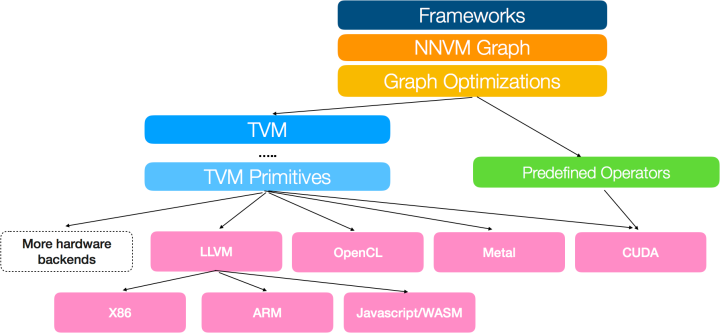 Frameworks
NNVM Graph
Graph Optimizations
TVM
.....
TVM Primitives
Predefined Operators
More hardware
backends
LLVM
OpenCL
Metal
CUDA
X86
ARM
Javascript/WASM